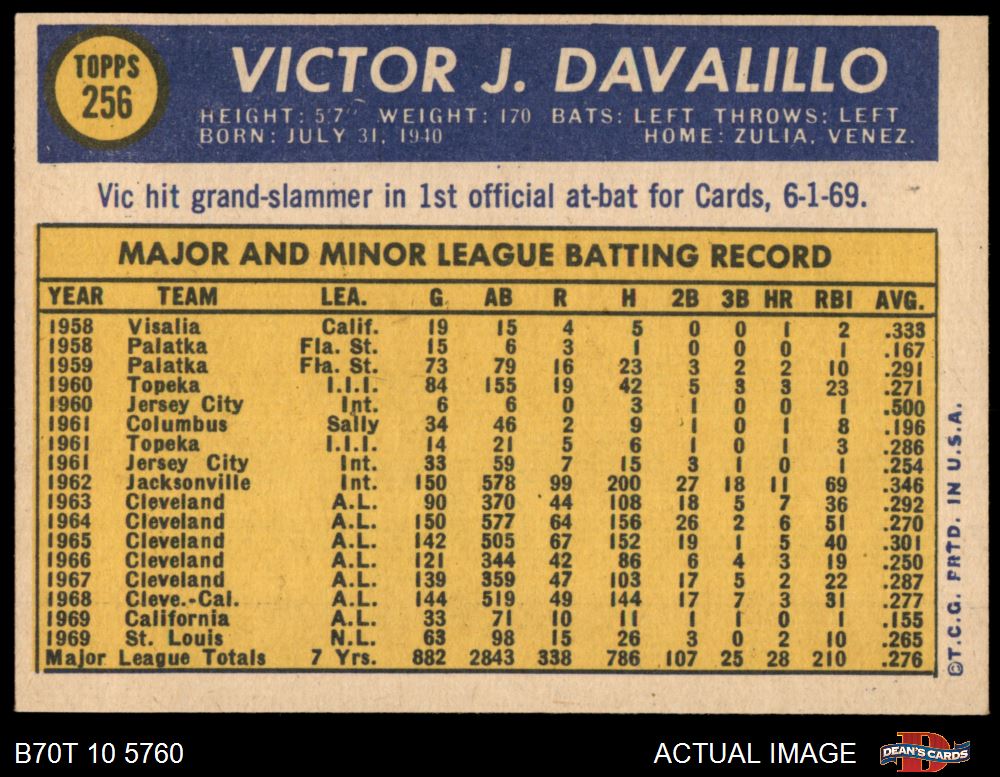 TOPPS
256
VICTOR J. DAVALILLO
HEIGHT: 5'7" WEIGHT: 170 BATS: LEFT THROWS: LEFT
BORN: JULY 31, 1940 HOME: ZULIA, VENEZ.
Vic hit grand-slammer in 1st official at-bat for Cards, 6-1-69.
MAJOR AND MINOR LEAGUE BATTING RECORD
YEAR TEAM LEA. G AB R H 2B 3B HR RBI AVG.
1958 Visalia Calif. 19 15 4 5 0 0 1 2 .333
1958 Palatka Fla. St. 15 6 3 1 0 0 0 1 .167
1959 Palatka Fla. St. 73 79 16 23 3 2 2 10 .291
1960 Topeka I.I.I. 84 155 19 42 5 3 3 23 .271
1960 Jersey City Int. 6 6 0 3 1 0 0 1 .500
1961 Columbus Sally 34 46 2 9 1 0 1 8 .196
1961 Topeka I.I.I. 14 21 5 6 1 0 1 3 .286
1961 Jersey City Int. 33 59 7 15 3 1 0 1 .254
1962 Jacksonville Int. 150 578 99 200 27 18 11 69 .346
1963 Cleveland A.L. 90 370 44 108 18 5 7 36 .292
1964 Cleveland A.L. 150 577 64 156 26 2 6 51 .270
1965 Cleveland A.L. 142 505 67 152 19 1 5 40 .301
1966 Cleveland A.L. 121 344 42 86 6 4 3 19 .250
1967 Cleveland A.L. 139 359 47 103 17 5 2 22 .287
1968 Cleve.-Cal. A.L. 144 519 49 144 17 7 3 31 .277
1969 California A.L. 33 71 10 11 1 1 0 1 .155
1969 St. Louis N.L. 63 98 15 26 3 0 2 10 .265
Major League Totals 7 Yrs. 882 2843 338 786 107 25 28 210 .276
©T.C.G. PRTD. IN U.S.A.
B70T 10 5760
ACTUAL IMAGE
DEAN'S CARDS